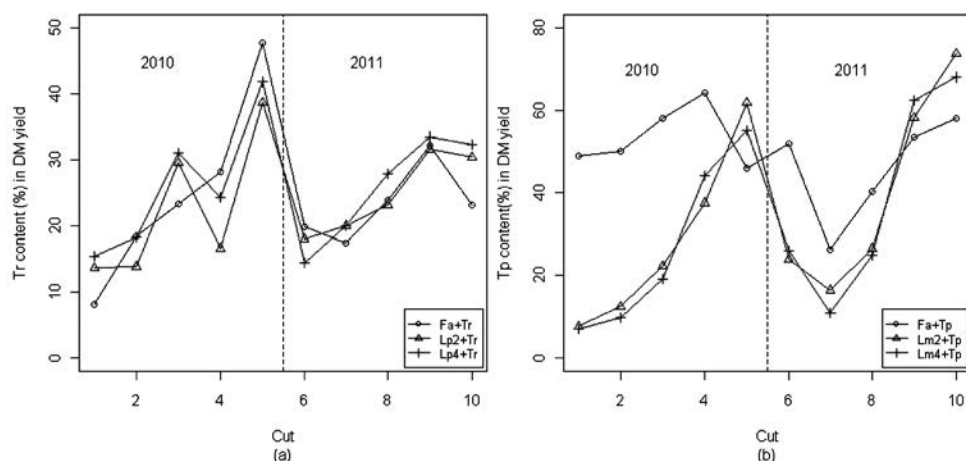 Tr content (%) in DM yield
50
40
30
20
10
0
2010
2011
Fa+Tr
Lp2+Tr
Lp4+Tr
2 4 6 8 10
Cut
(a)
Tp content(%) in DM yield
80
60
40
20
0
2010
2011
Fa+Tp
Lm2+Tp
Lm4+Tp
2 4 6 8 10
Cut
(b)